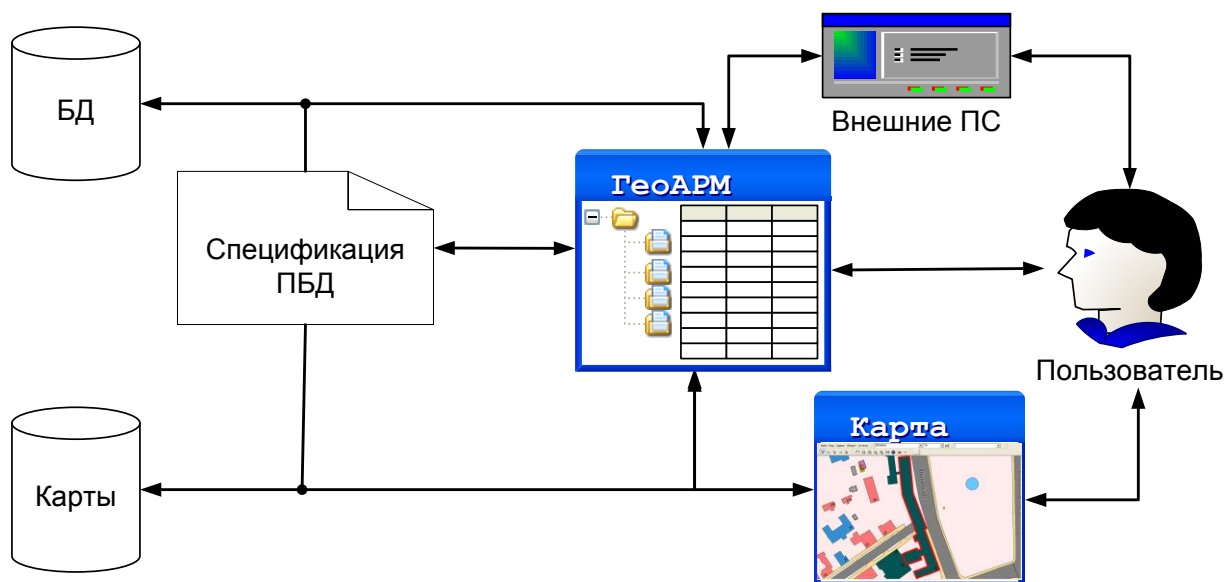 БД
Внешние ПС
ГеоАРМ
Спецификация
ПБД
Пользователь
Карта
Карты